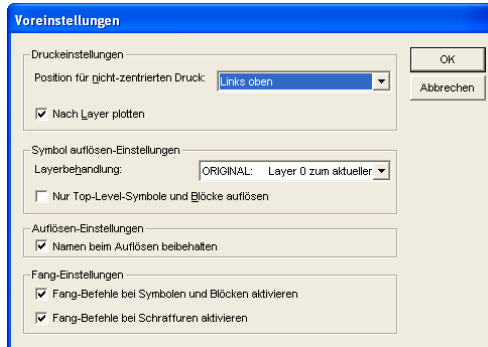 Voreinstellungen
Druckeinstellungen
Position für nicht-zentrierten Druck: Links oben
Nach Layer plotten
OK
Abbrechen
Symbol auflösen-Einstellungen
Layerbehandlung: ORIGINAL: Layer 0 zum aktueller
Nur Top-Level-Symbole und Blöcke auflösen
Auflösen-Einstellungen
Namen beim Auflösen beibehalten
Fang-Einstellungen
Fang-Befehle bei Symbolen und Blöcken aktivieren
Fang-Befehle bei Schraffuren aktivieren